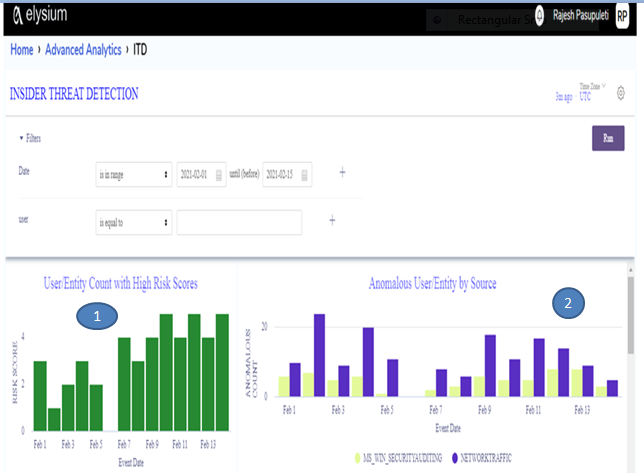 elysium
Rectangular
Rajesh Pasupuleti
RP
Home › Advanced Analytics › ITD
INSIDER THREAT DETECTION
3m ago
Time Zone
UTC
Filters
Run
Date
is in range
2021-02-01
until (before)
2021-02-15
+
user
is equal to
+
User/Entity Count with High Risk Scores
1
RISK SCORE
4
2
0
Feb 1 Feb 3 Feb 5 Feb 7 Feb 9 Feb 11 Feb 13
Event Date
Anomalous User/Entity by Source
2
ANOMALOUS
COUNT
20
0
Feb 1 Feb 3 Feb 5 Feb 7 Feb 9 Feb 11 Feb 13
Event Date
MS_WIN_SECURITYAUDITING NETWORKTRAFFIC